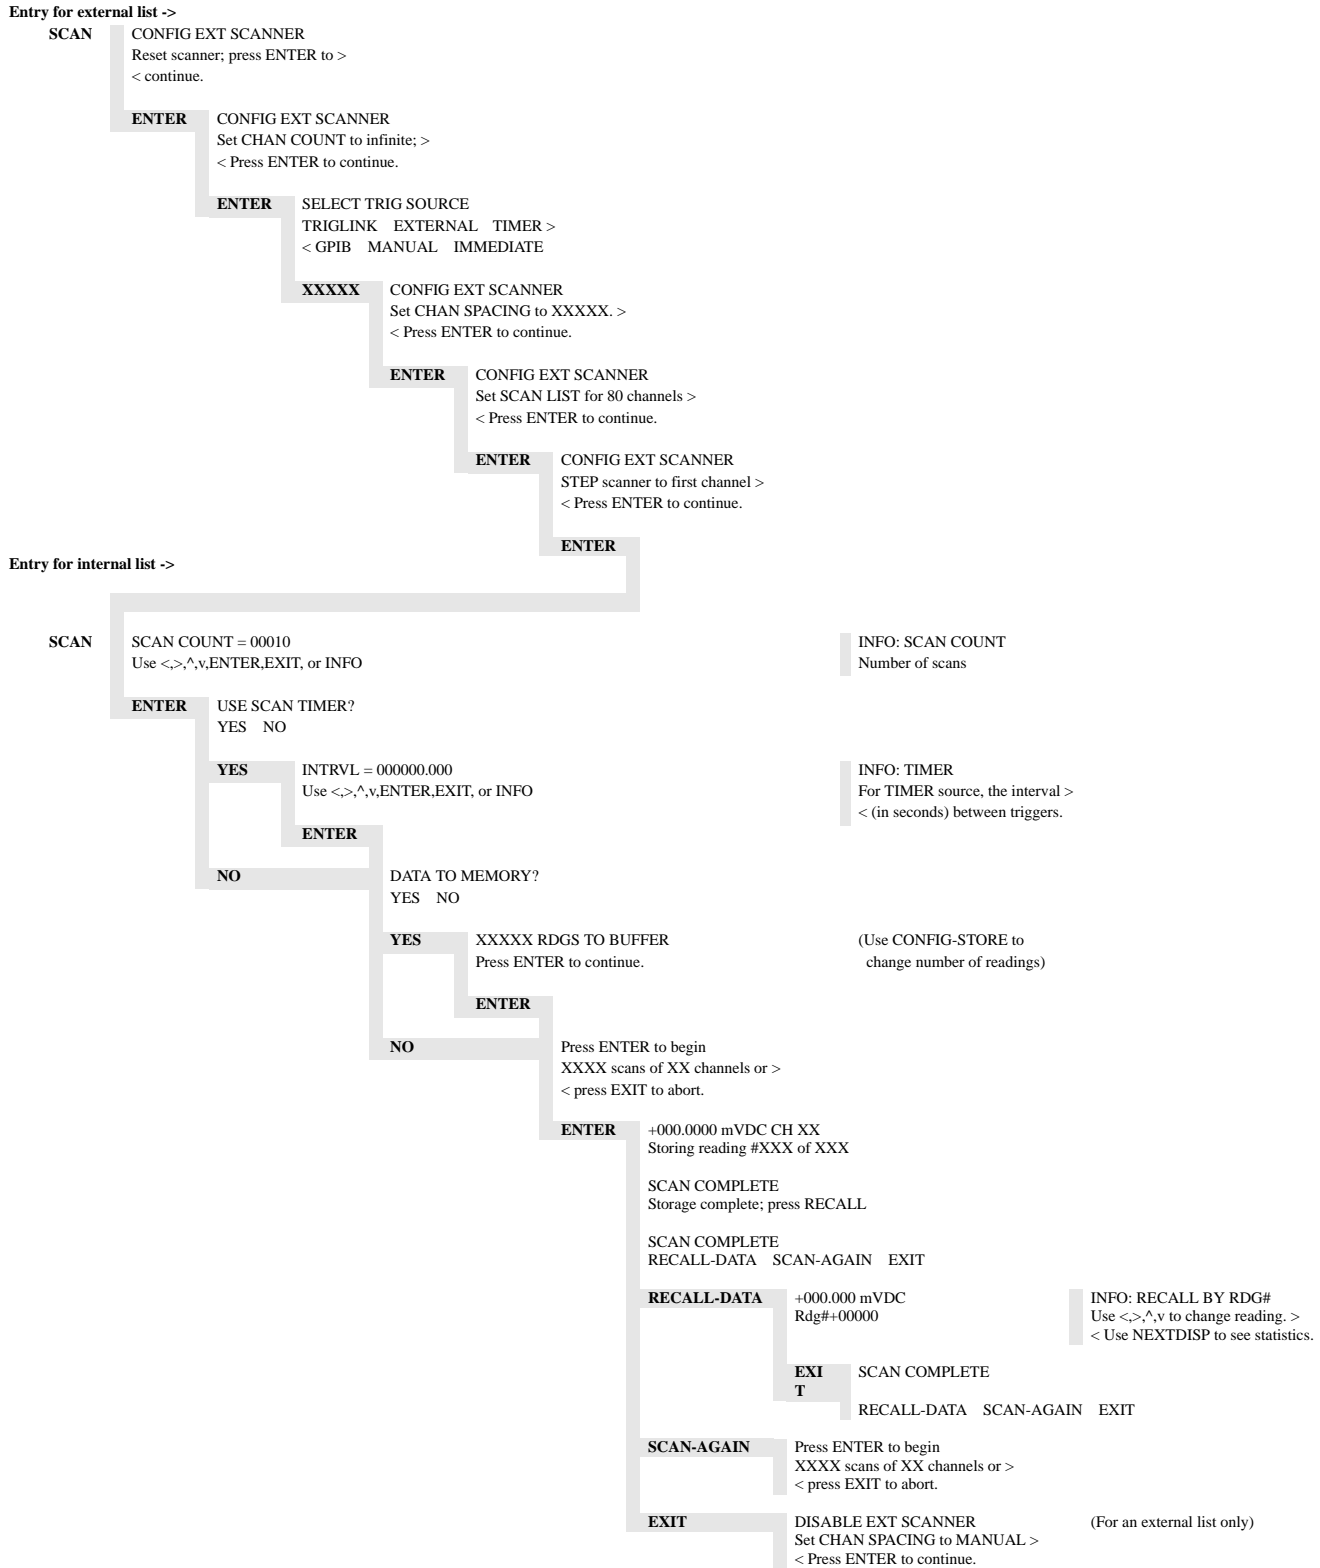 Entry for external list ->
SCAN CONFIG EXT SCANNER
Reset scanner; press ENTER to >
< continue.
ENTER CONFIG EXT SCANNER
Set CHAN COUNT to infinite; >
< Press ENTER to continue.
ENTER SELECT TRIG SOURCE
TRIGLINK EXTERNAL TIMER >
< GPIB MANUAL IMMEDIATE
XXXXX CONFIG EXT SCANNER
Set CHAN SPACING to XXXXX. >
< Press ENTER to continue.
ENTER CONFIG EXT SCANNER
Set SCAN LIST for 80 channels >
< Press ENTER to continue.
ENTER CONFIG EXT SCANNER
STEP scanner to first channel >
< Press ENTER to continue.
ENTER
Entry for internal list ->
SCAN SCAN COUNT = 00010 INFO: SCAN COUNT
Use <,>,^,v,ENTER,EXIT, or INFO Number of scans
ENTER USE SCAN TIMER?
YES NO
YES INTRVL = 000000.000 INFO: TIMER
Use <,>,^,v,ENTER,EXIT, or INFO For TIMER source, the interval >
< (in seconds) between triggers.
ENTER
NO DATA TO MEMORY?
YES NO
YES XXXXX RDGS TO BUFFER (Use CONFIG-STORE to
Press ENTER to continue. change number of readings)
ENTER
NO Press ENTER to begin
XXXX scans of XX channels or >
< press EXIT to abort.
ENTER +000.0000 mVDC CH XX
Storing reading #XXX of XXX
SCAN COMPLETE
Storage complete; press RECALL
SCAN COMPLETE
RECALL-DATA SCAN-AGAIN EXIT
RECALL-DATA +000.000 mVDC INFO: RECALL BY RDG#
Rdg#+00000 Use <,>,^,v to change reading. >
< Use NEXTDISP to see statistics.
EXI SCAN COMPLETE
T
RECALL-DATA SCAN-AGAIN EXIT
SCAN-AGAIN Press ENTER to begin
XXXX scans of XX channels or >
< press EXIT to abort.
EXIT DISABLE EXT SCANNER (For an external list only)
Set CHAN SPACING to MANUAL >
< Press ENTER to continue.